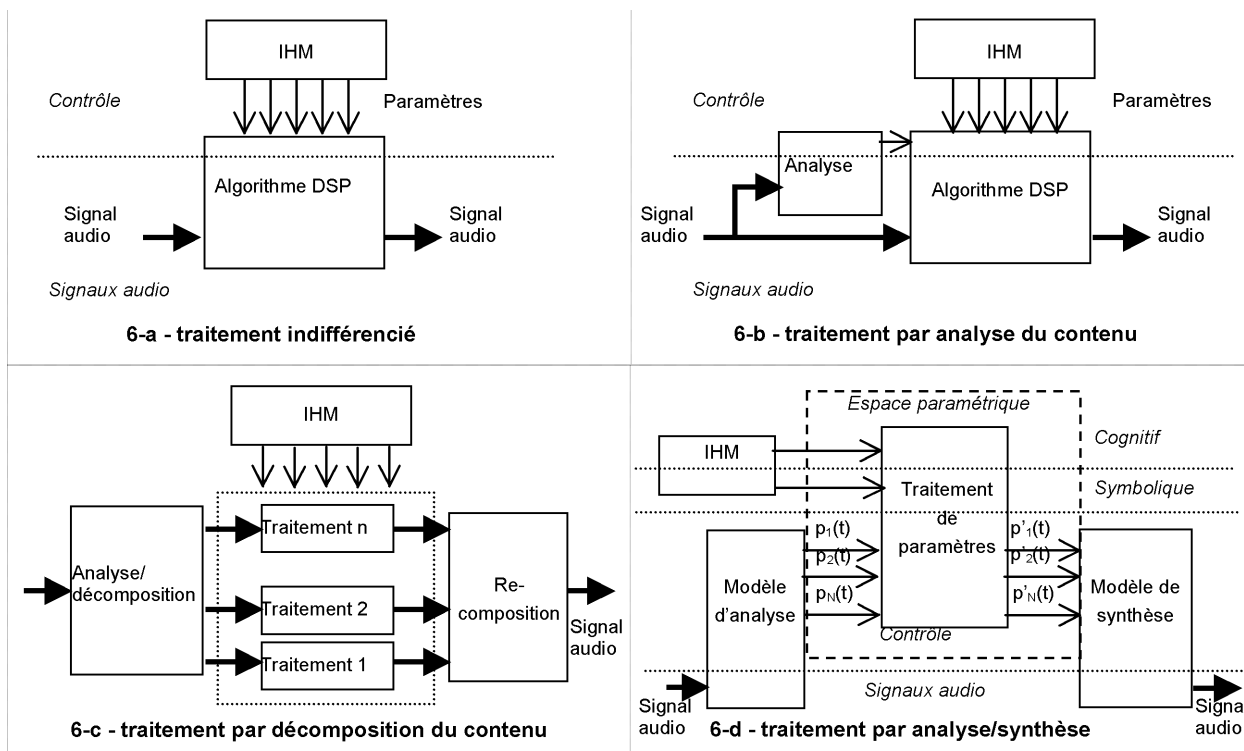 IHM
Contrôle
Paramètres
Algorithme DSP
Signal
audio
Signal
audio
Signaux audio
6-a - traitement indifférencié
IHM
Contrôle
Paramètres
Analyse
Algorithme DSP
Signal
audio
Signal
audio
Signaux audio
6-b - traitement par analyse du contenu
IHM
Analyse/
décomposition
Traitement n
Traitement 2
Traitement 1
Re-
composition
Signal
audio
6-c - traitement par décomposition du contenu
Espace paramétrique
Cognitif
IHM
Symbolique
Traitement
de
paramètres
p1(t)
p2(t)
pN(t)
p'1(t)
p'2(t)
p'N(t)
Modèle
d'analyse
Modèle de
synthèse
Contrôle
Signaux audio
Signal
audio
Signal
audio
6-d - traitement par analyse/synthèse